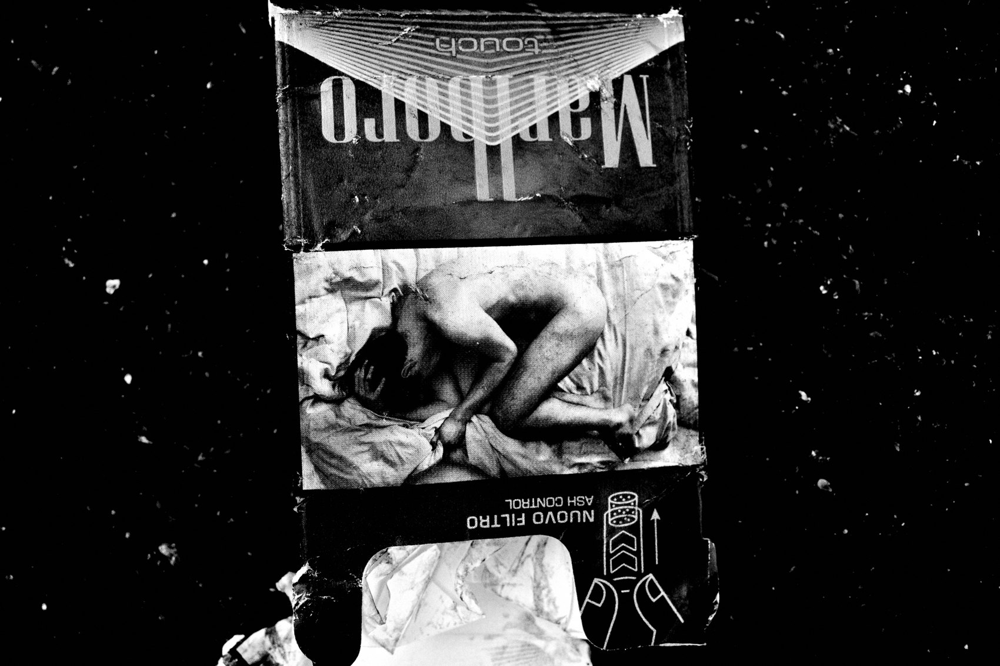 touch
Marlboro
NUOVO FILTRO
ASH CONTROL